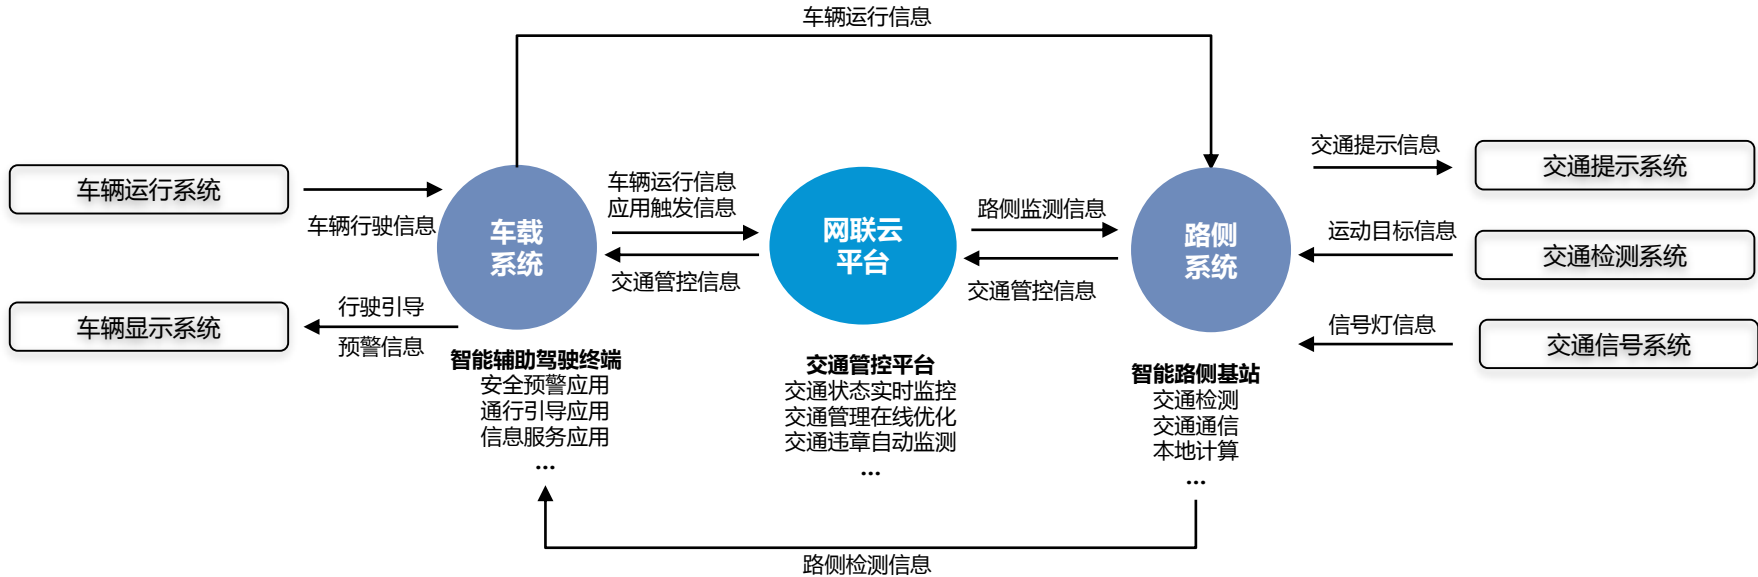 车辆运行信息
车辆运行系统
车辆行驶信息
车辆显示系统
行驶引导
预警信息
车载
系统
智能辅助驾驶终端
安全预警应用
通行引导应用
信息服务应用
...
车辆运行信息
应用触发信息
交通管控信息
网联云
平台
交通管控平台
交通状态实时监控
交通管理在线优化
交通违章自动监测
...
路侧监测信息
交通管控信息
路侧
系统
智能路侧基站
交通检测
交通通信
本地计算
...
交通提示信息
交通提示系统
运动目标信息
交通检测系统
信号灯信息
交通信号系统
路侧检测信息